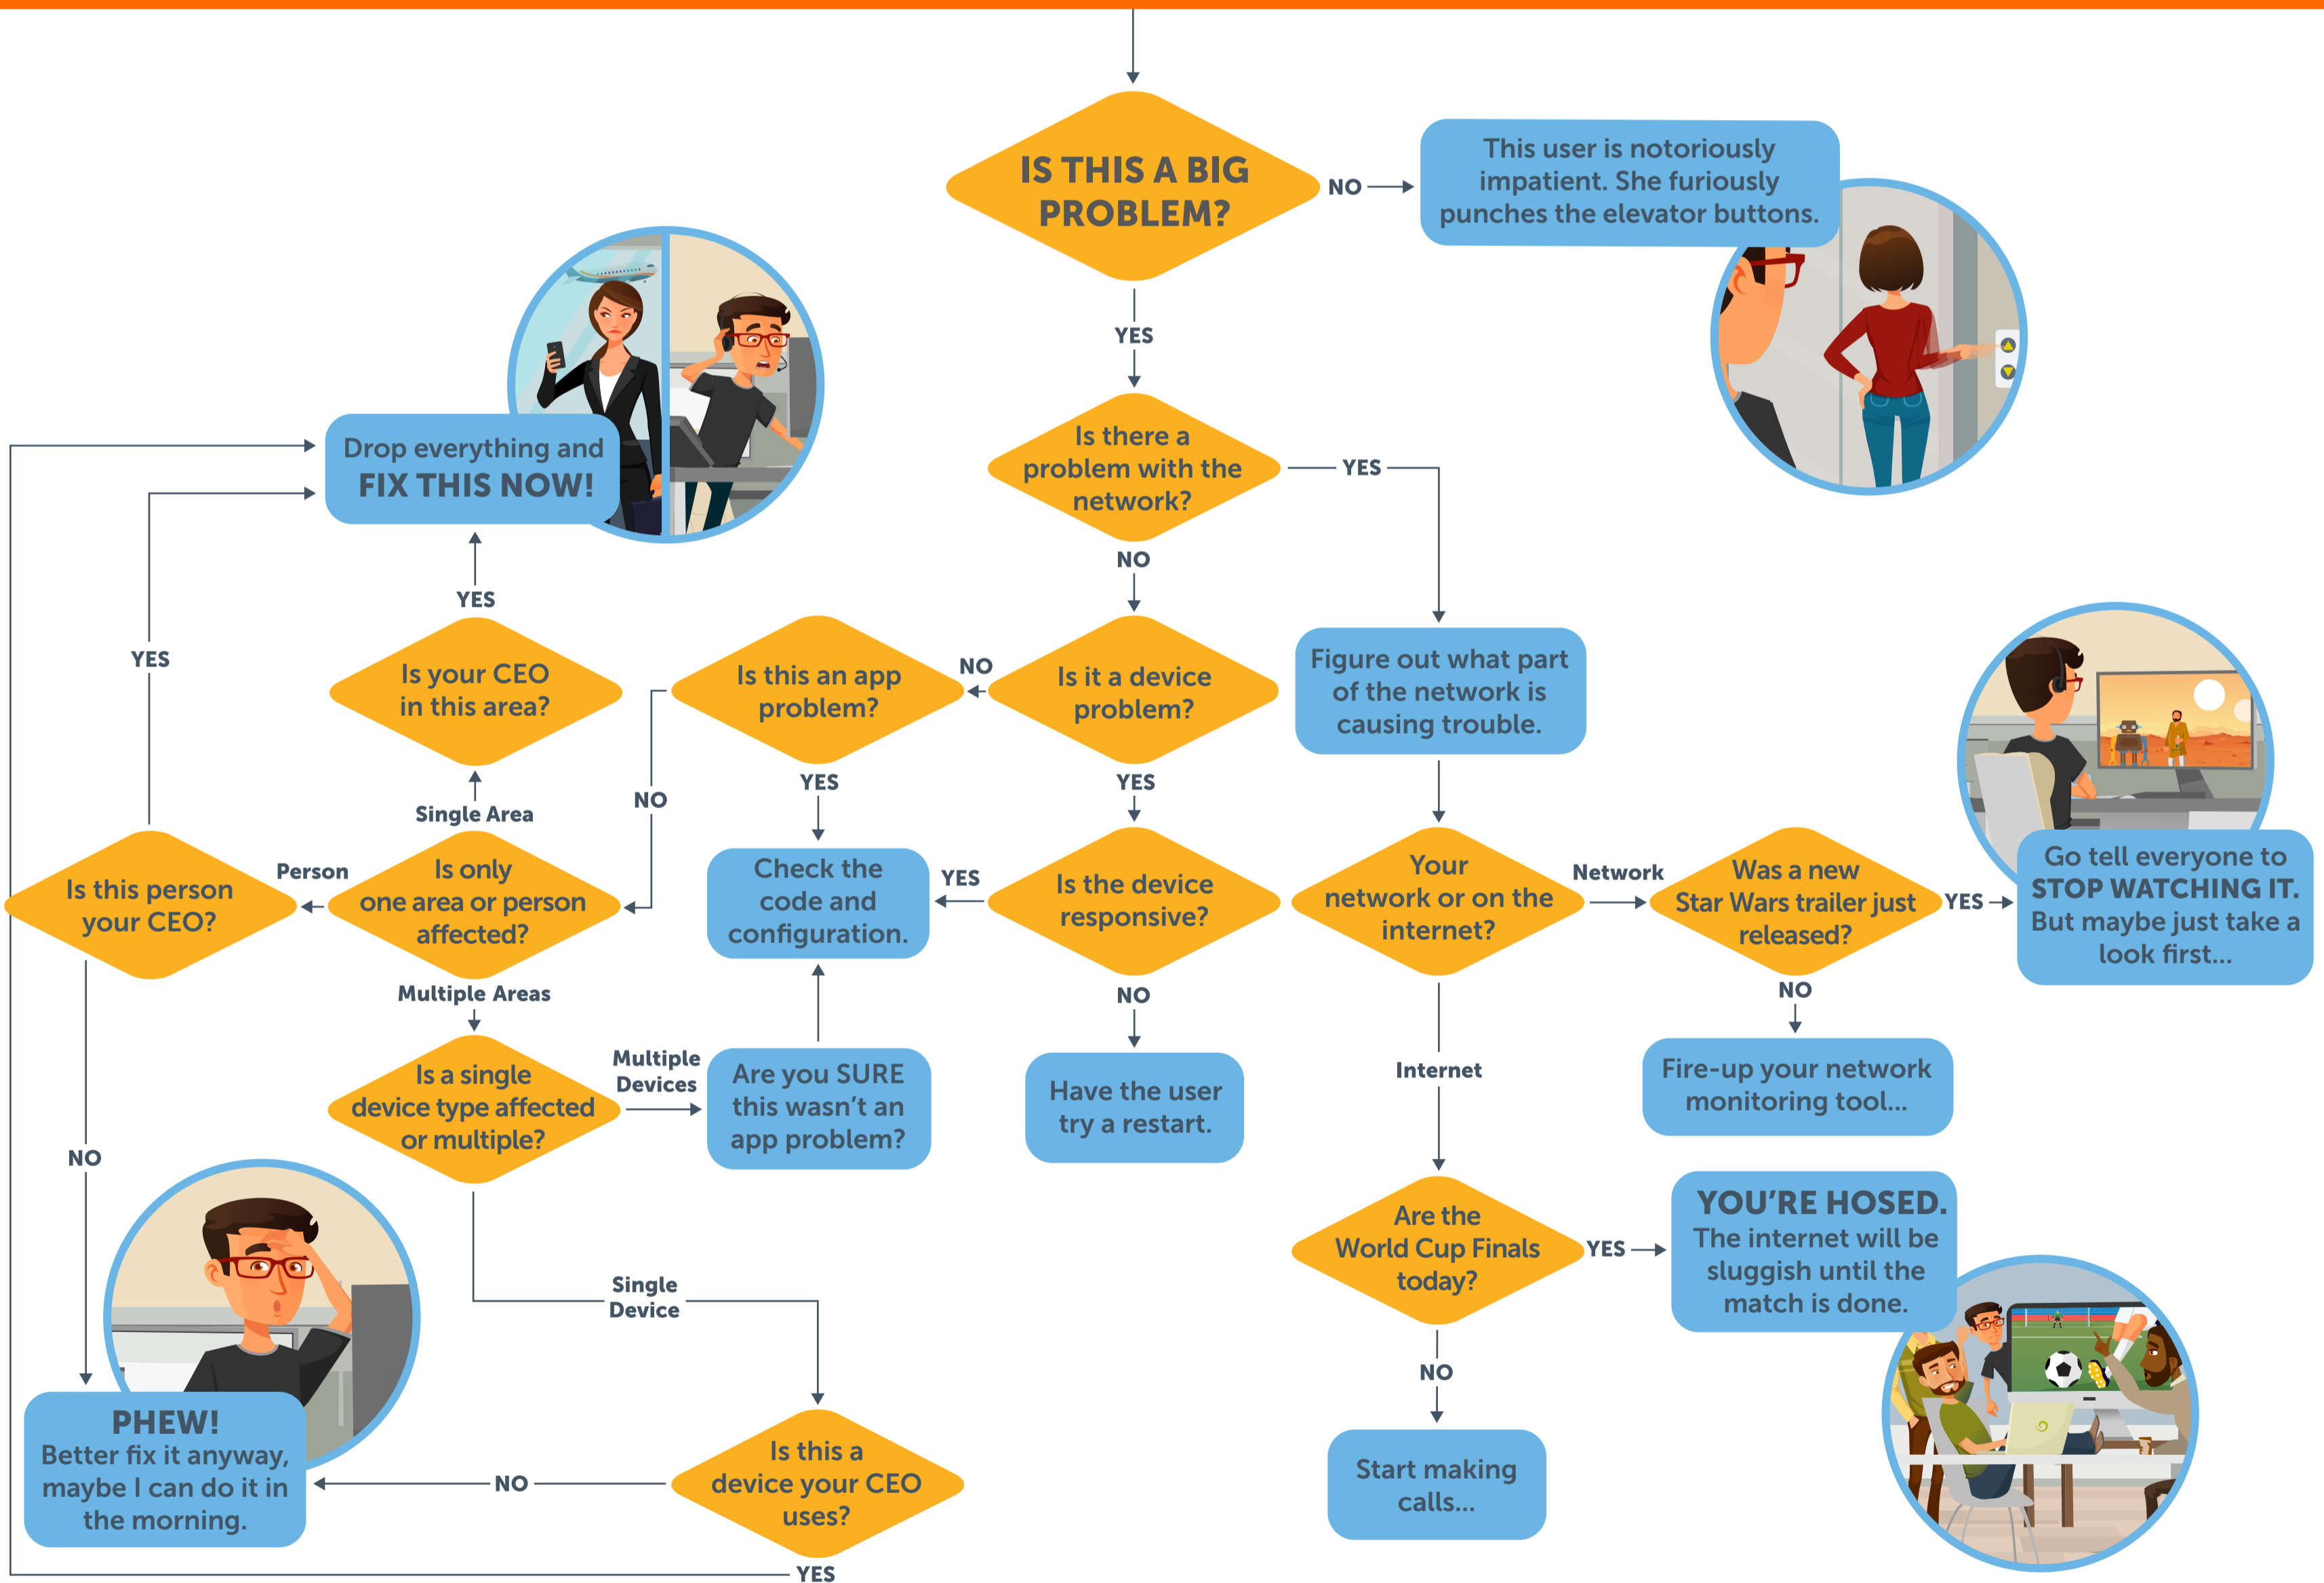 IS THIS A BIG
PROBLEM?
NO
This user is notoriously
impatient. She furiously
punches the elevator buttons.
YES
Is there a
problem with the
network?
YES
NO
Drop everything and
FIX THIS NOW!
YES
YES
Is your CEO
in this area?
Is this an app
problem?
NO
Is it a device
problem?
Figure out what part
of the network is
causing trouble.
YES
YES
NO
Single Area
Is this person
your CEO?
Person
Is only
one area or person
affected?
Check the
code and
configuration.
YES
Is the device
responsive?
Your
network or on the
internet?
Network
Was a new
Star Wars trailer just
released?
YES
Go tell everyone to
STOP WATCHING IT.
But maybe just take a
look first...
Multiple Areas
NO
NO
Is a single
device type affected
or multiple?
Multiple
Devices
Are you SURE
this wasn't an
app problem?
Have the user
try a restart.
Internet
Fire-up your network
monitoring tool...
NO
Are the
World Cup Finals
today?
YES
YOU'RE HOSED.
The internet will be
sluggish until the
match is done.
Single
Device
NO
PHEW!
Better fix it anyway,
maybe I can do it in
the morning.
NO
Is this a
device your CEO
uses?
Start making
calls...
YES